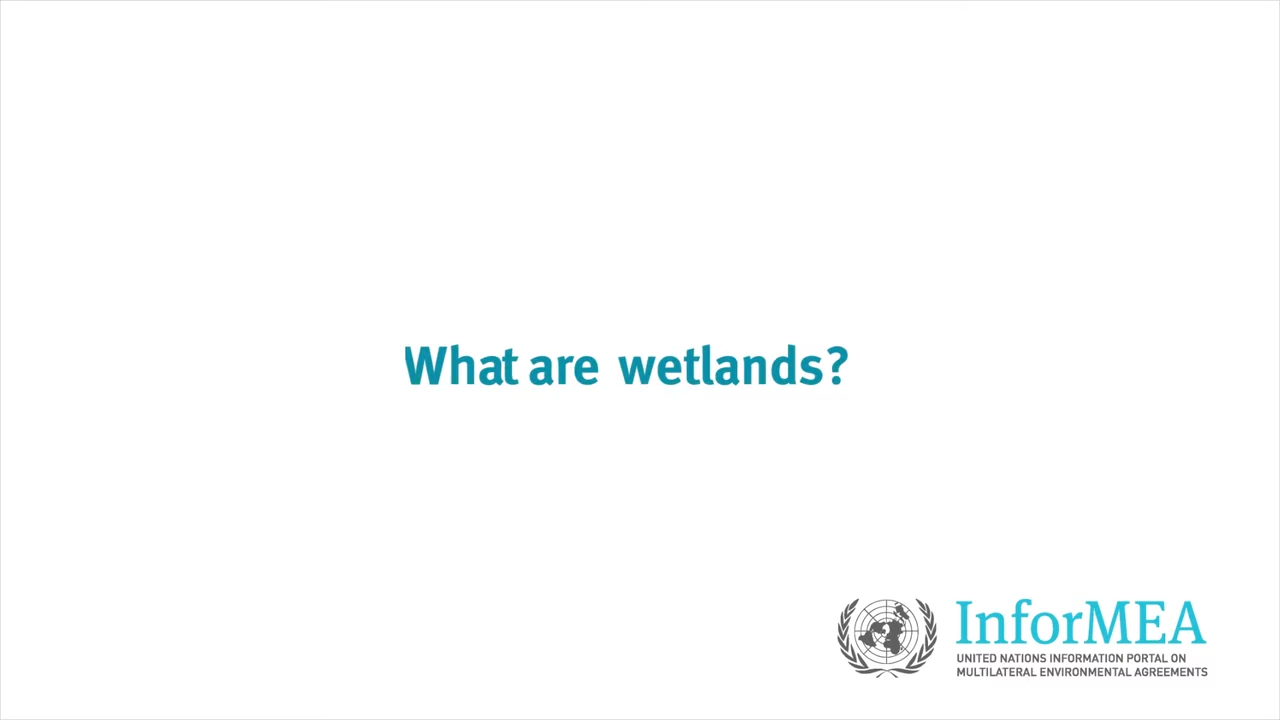 What are wetlands?
InforMEA
UNITED NATIONS INFORMATION PORTAL ON
MULTILATERAL ENVIRONMENTAL AGREEMENTS